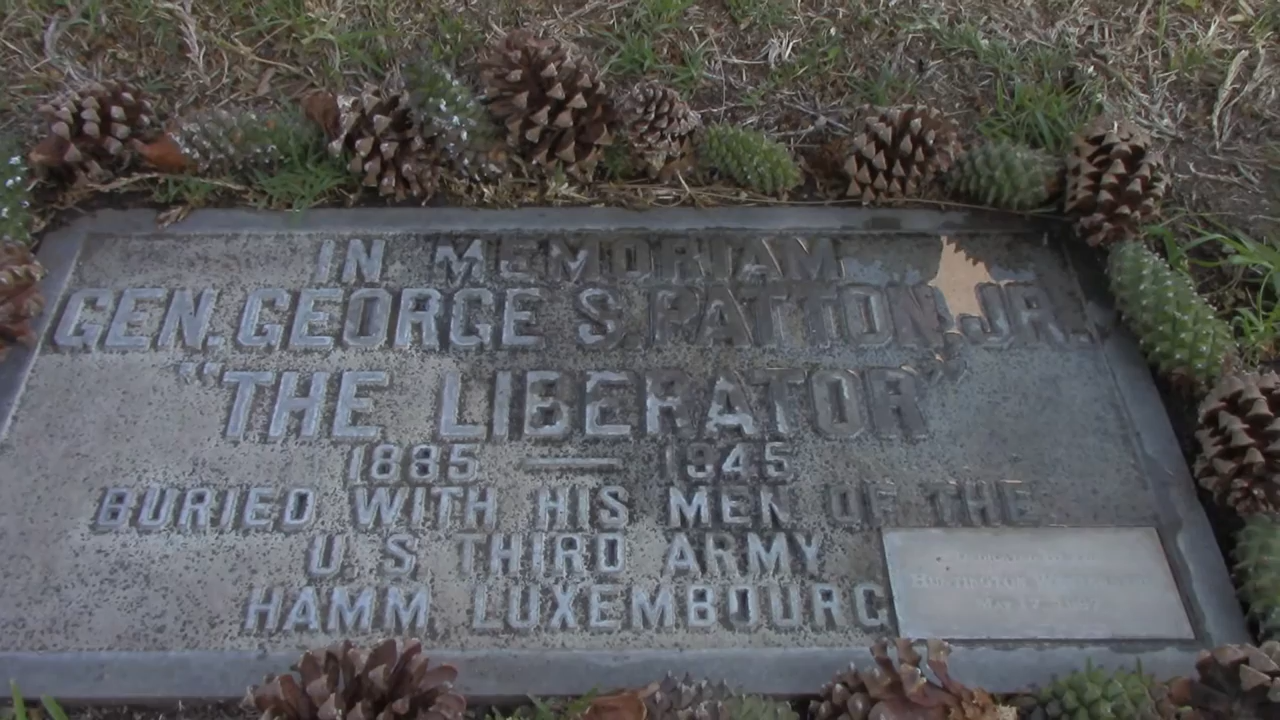 IN MEMORIAM
GEN. GEORGE S. PATTON, JR.
"THE LIBERATOR"
1885 — 1945
BURIED WITH HIS MEN OF THE
U S THIRD ARMY
HAMM LUXEMBOURG